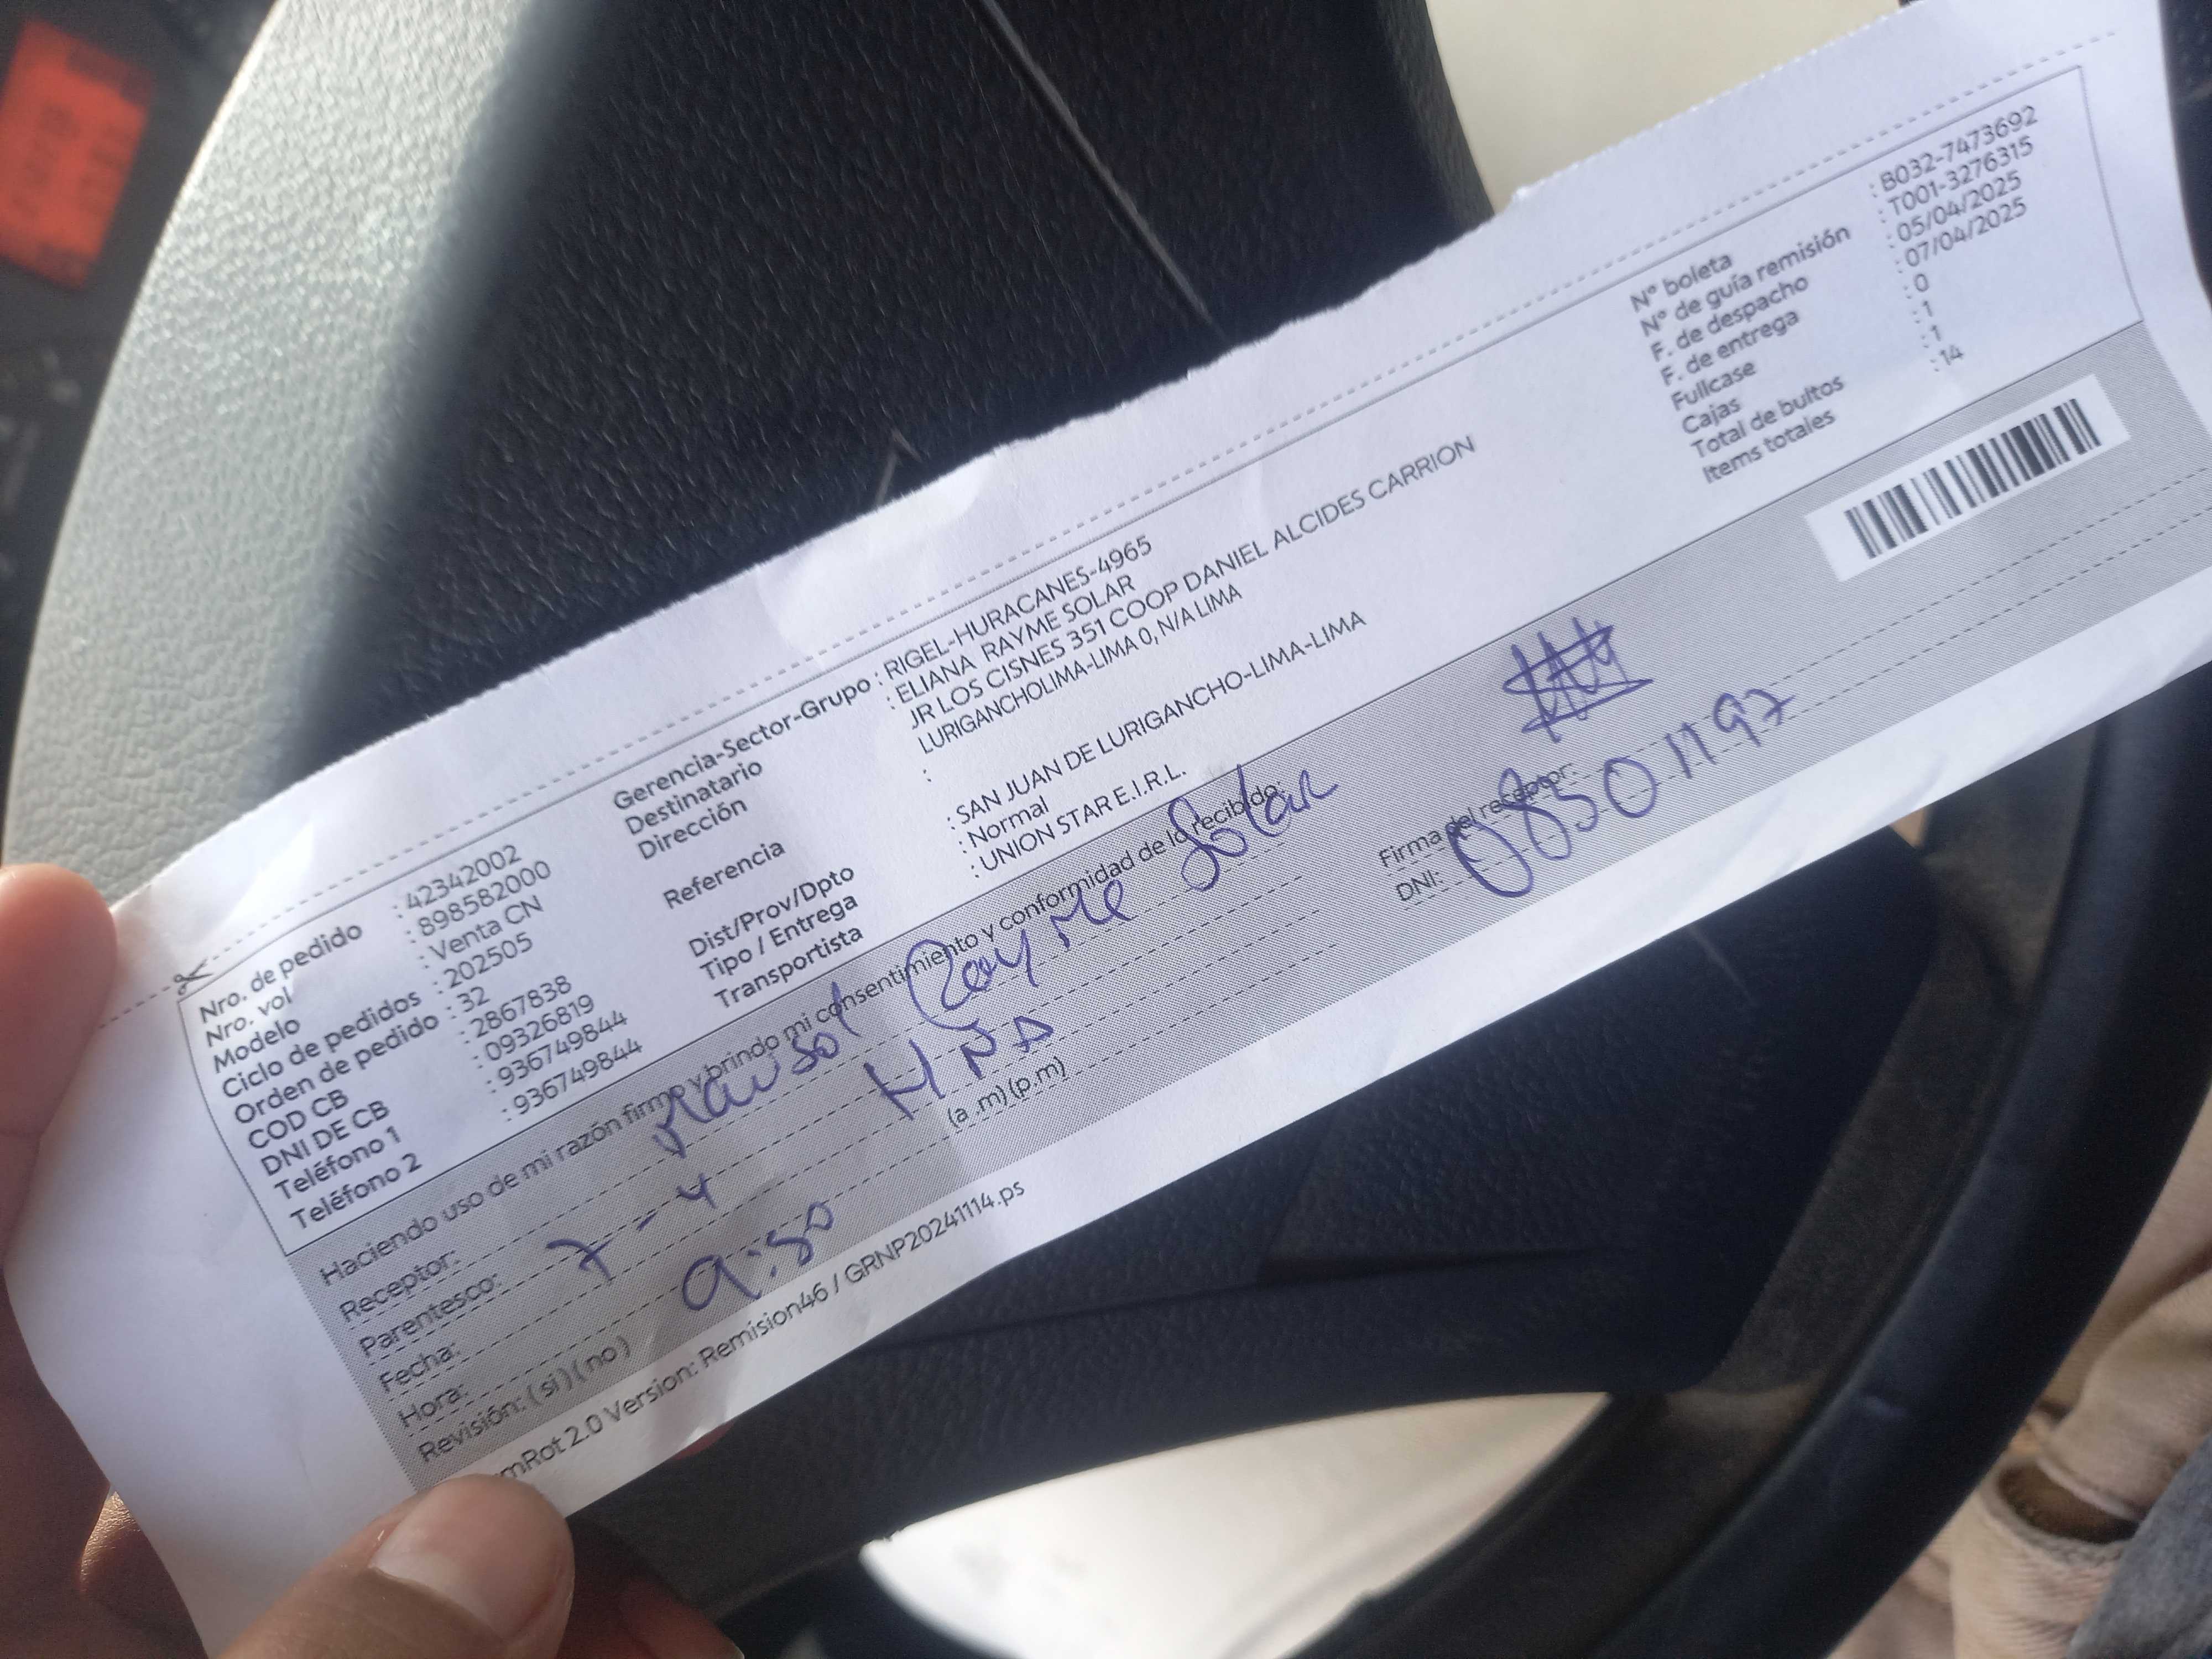 Nro. de pedido : 42342002
Nro. vol : 898582000
Modelo : Venta CN
Ciclo de pedidos : 202505
Orden de pedido : 32
COD CB : 2867838
DNI DE CB : 09326819
Teléfono 1 : 936749844
Teléfono 2 : 936749844
Gerencia-Sector-Grupo : RIGEL-HURACANES-4965
Destinatario : ELIANA RAYME SOLAR
Dirección JR LOS CISNES 351 COOP DANIEL ALCIDES CARRION
LURIGANCHOLIMA-LIMA 0, N/A LIMA
Referencia :
Dist/Prov/Dpto : SAN JUAN DE LURIGANCHO-LIMA-LIMA
Tipo / Entrega : Normal
Transportista : UNION STAR E.I.R.L.
N° boleta : B032-7473692
N° de guía remisión : T001-3276315
F. de despacho : 05/04/2025
F. de entrega : 07/04/2025
Fullcase : 0
Cajas : 1
Total de bultos : 1
Items totales : 14
Haciendo uso de mi razón firmo y brindo mi consentimiento y conformidad de lo recibido:
Receptor: Rayme Solar
Parentesco: HNA
Fecha: 7-4
Hora: 9:50 (a .m) (p.m)
Revisión: ( si ) ( no )
Firma del receptor:
DNI: 08501197
mRot 2.0 Version: Remision46 / GRNP20241114.ps